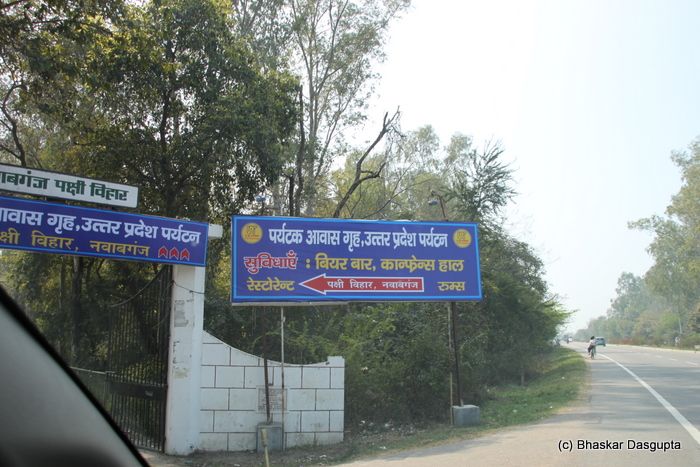 नवाबगंज पक्षी विहार
आवास गृह, उत्तर प्रदेश पर्यटन
पक्षी विहार, नवाबगंज
पर्यटक आवास गृह, उत्तर प्रदेश पर्यटन
सुविधाएँ : बियर बार, कान्फेन्स हाल
रेस्टोरेन्ट पक्षी विहार, नवाबगंज रुम्स
(c) Bhaskar Dasgupta